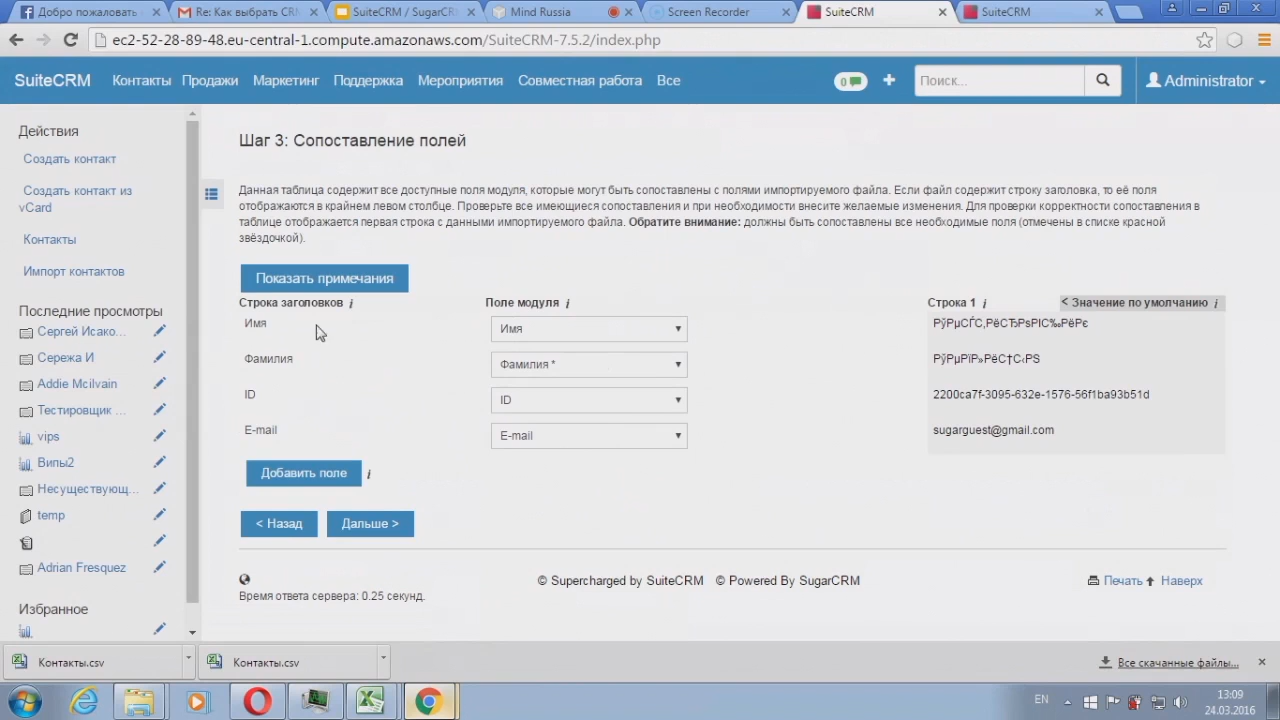 Добро пожаловать
Re: Как выбрать CRM
SuiteCRM / SugarCR
Mind Russia
Screen Recorder
SuiteCRM
SuiteCRM
ec2-52-28-89-48.eu-central-1.compute.amazonaws.com/SuiteCRM-7.5.2/index.php
SuiteCRM Контакты Продажи Маркетинг Поддержка Мероприятия Совместная работа Все 0 Поиск... Administrator
Действия
Создать контакт
Создать контакт из
vCard
Контакты
Импорт контактов
Последние просмотры
Сергей Исако...
Сережа И
Addie Mcilvain
Тестировщик ...
vips
Випы2
Несуществующ...
temp
Adrian Fresquez
Избранное
Шаг 3: Сопоставление полей
Данная таблица содержит все доступные поля модуля, которые могут быть сопоставлены с полями импортируемого файла. Если файл содержит строку заголовка, то её поля
отображаются в крайнем левом столбце. Проверьте все имеющиеся сопоставления и при необходимости внесите желаемые изменения. Для проверки корректности сопоставления в
таблице отображается первая строка с данными импортируемого файла. Обратите внимание: должны быть сопоставлены все необходимые поля (отмечены в списке красной
звёздочкой).
Показать примечания
Строка заголовков i Поле модуля i Строка 1 i < Значение по умолчанию i
Имя Имя
Фамилия Фамилия *
ID ID 2200ca7f-3095-632e-1576-56f1ba93b51d
E-mail E-mail sugarguest@gmail.com
Добавить поле i
< Назад Дальше >
© Supercharged by SuiteCRM © Powered By SugarCRM
Печать Наверх
Время ответа сервера: 0.25 секунд.
Контакты.csv Контакты.csv Все скачанные файлы...
EN
13:09
24.03.2016